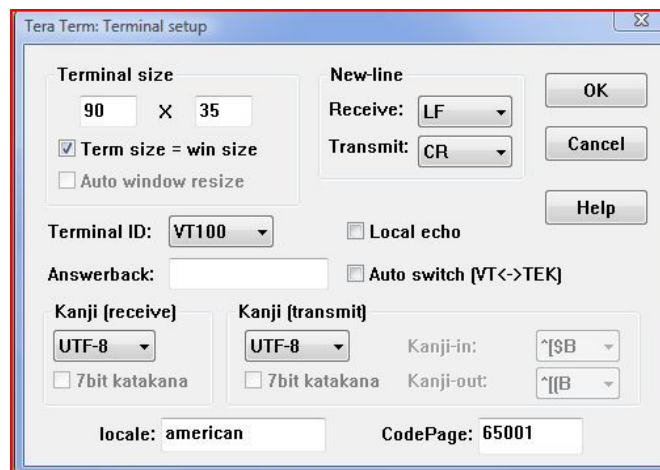 Tera Term: Terminal setup
Terminal size
90 X 35
Term size = win size
Auto window resize
New-line
Receive: LF
Transmit: CR
OK
Cancel
Help
Terminal ID: VT100
Local echo
Answerback:
Auto switch (VT<->TEK)
Kanji (receive)
UTF-8
7bit katakana
Kanji (transmit)
UTF-8
7bit katakana
Kanji-in: ^[$B
Kanji-out: ^[(B
locale: american
CodePage: 65001